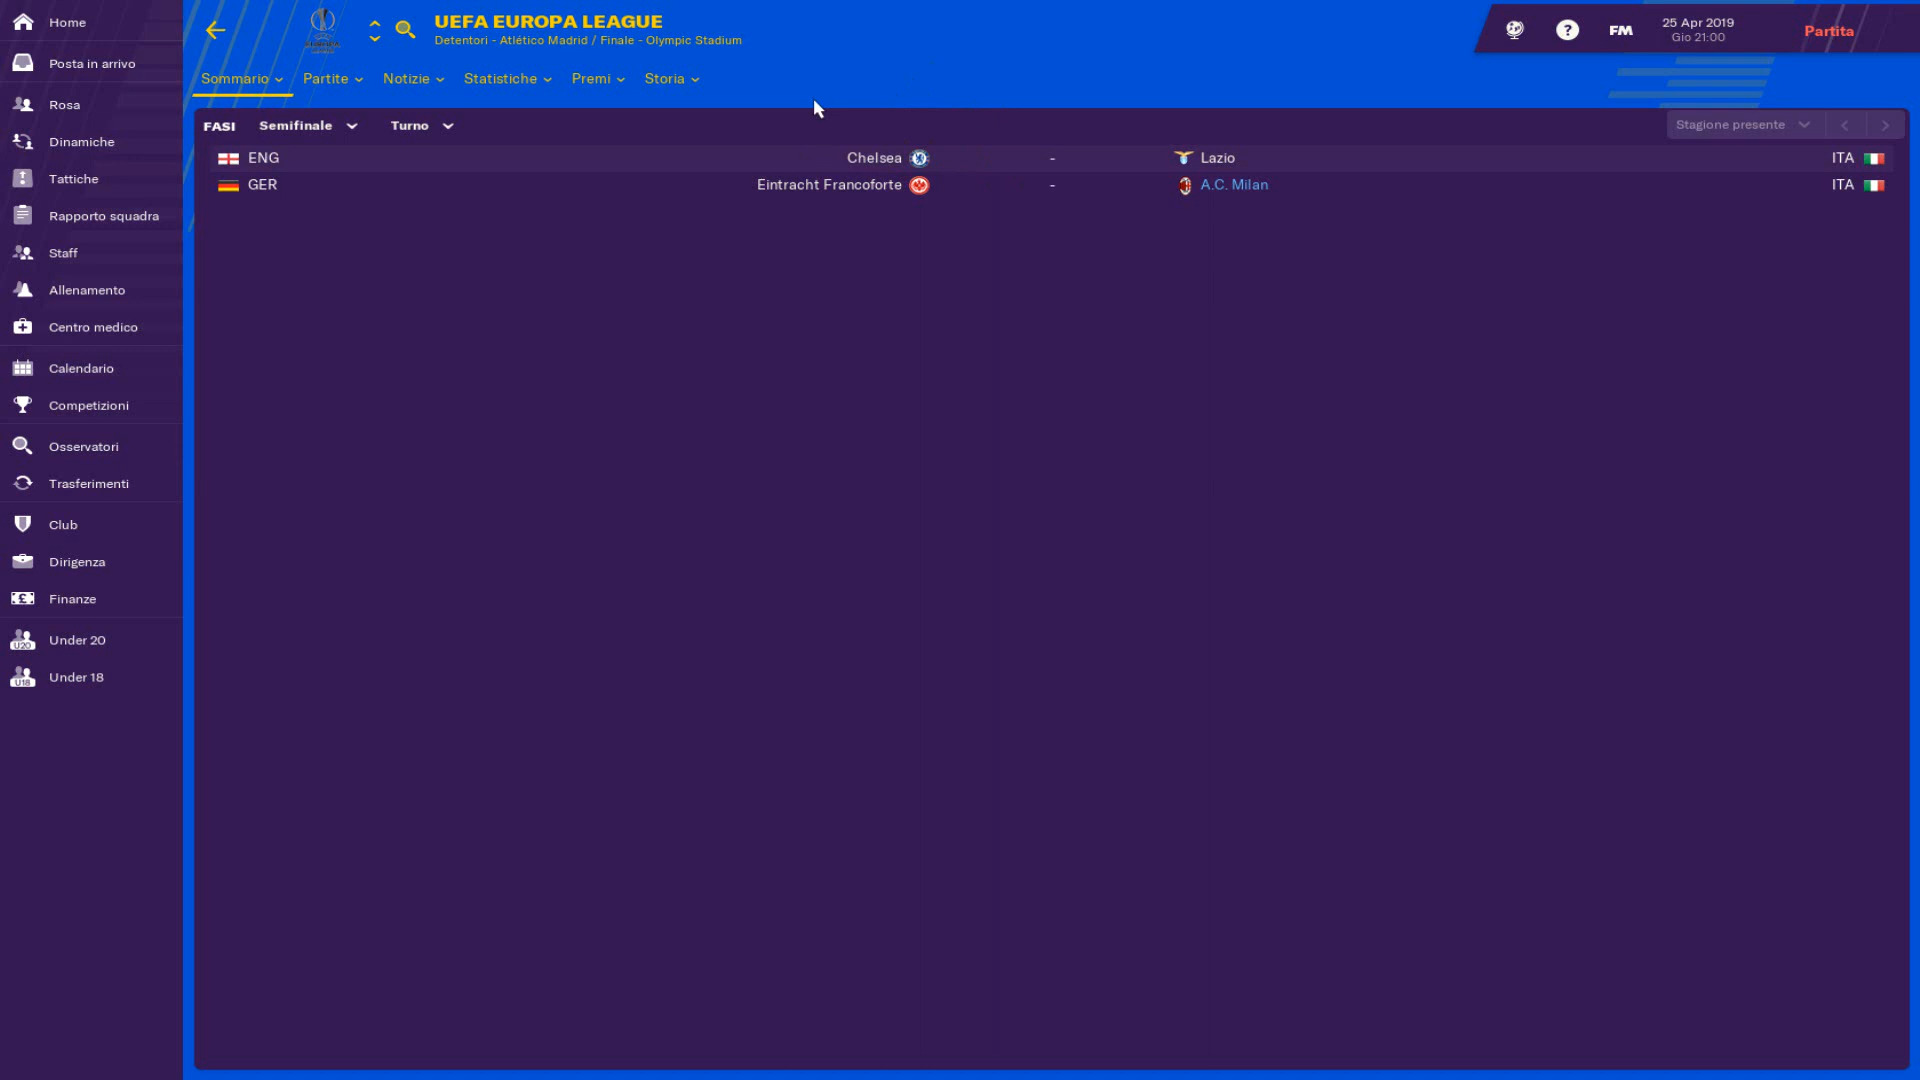 Home
Posta in arrivo
Rosa
Dinamiche
Tattiche
Rapporto squadra
Staff
Allenamento
Centro medico
Calendario
Competizioni
Osservatori
Trasferimenti
Club
Dirigenza
Finanze
U20 Under 20
U18 Under 18
UEFA EUROPA LEAGUE
Detentori - Atlético Madrid / Finale - Olympic Stadium
FM
25 Apr 2019
Gio 21:00
Partita
Sommario Partite Notizie Statistiche Premi Storia
FASI Semifinale Turno Stagione presente
ENG Chelsea - Lazio ITA
GER Eintracht Francoforte - A.C. Milan ITA